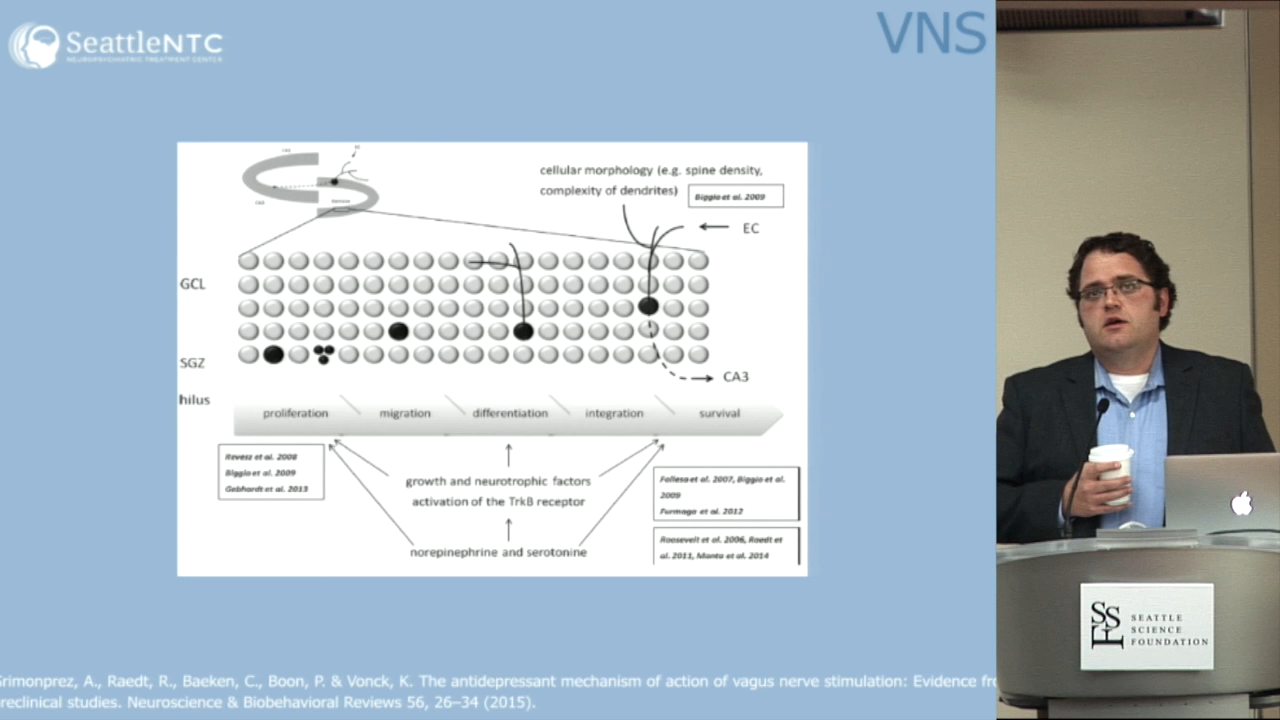 SeattleNTC
NEUROPSYCHIATRIC TREATMENT CENTER
VNS
EC
CA3
cellular morphology (e.g. spine density,
complexity of dendrites)
Biggio et al. 2009
EC
GCL
SGZ
CA3
hilus
proliferation migration differentiation integration survival
Revesz et al. 2008
Biggio et al. 2009
Gebhardt et al. 2013
growth and neurotrophic factors
activation of the TrkB receptor
norepinephrine and serotonine
Follesa et al. 2007, Biggio et al.
2009
Furmaga et al. 2012
Roosevelt et al. 2006, Raedt et
al. 2011, Manta et al. 2014
Grimonprez, A., Raedt, R., Baeken, C., Boon, P. & Vonck, K. The antidepressant mechanism of action of vagus nerve stimulation: Evidence
preclinical studies. Neuroscience & Biobehavioral Reviews 56, 26–34 (2015).
SSF
SEATTLE
SCIENCE
FOUNDATION